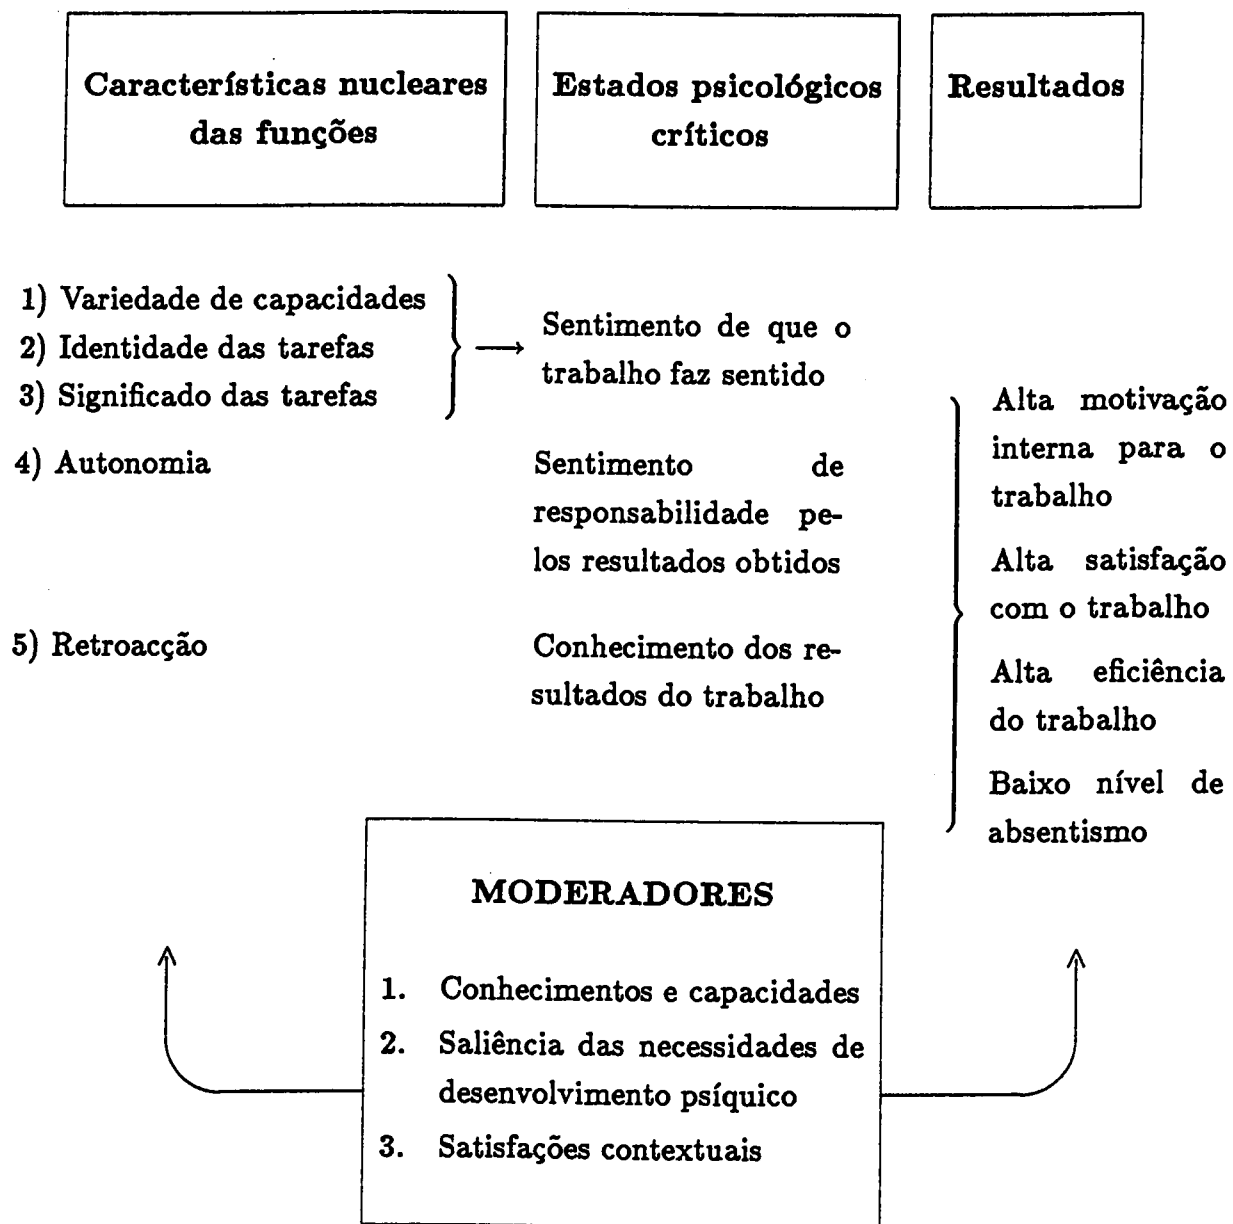 Características nucleares
das funções
Estados psicológicos
críticos
Resultados
1) Variedade de capacidades
2) Identidade das tarefas
3) Significado das tarefas
Sentimento de que o
trabalho faz sentido
4) Autonomia
Sentimento de
responsabilidade pe-
los resultados obtidos
5) Retroacção
Conhecimento dos re-
sultados do trabalho
Alta motivação
interna para o
trabalho
Alta satisfação
com o trabalho
Alta eficiência
do trabalho
Baixo nível de
absentismo
MODERADORES
1. Conhecimentos e capacidades
2. Saliência das necessidades de
desenvolvimento psíquico
3. Satisfações contextuais